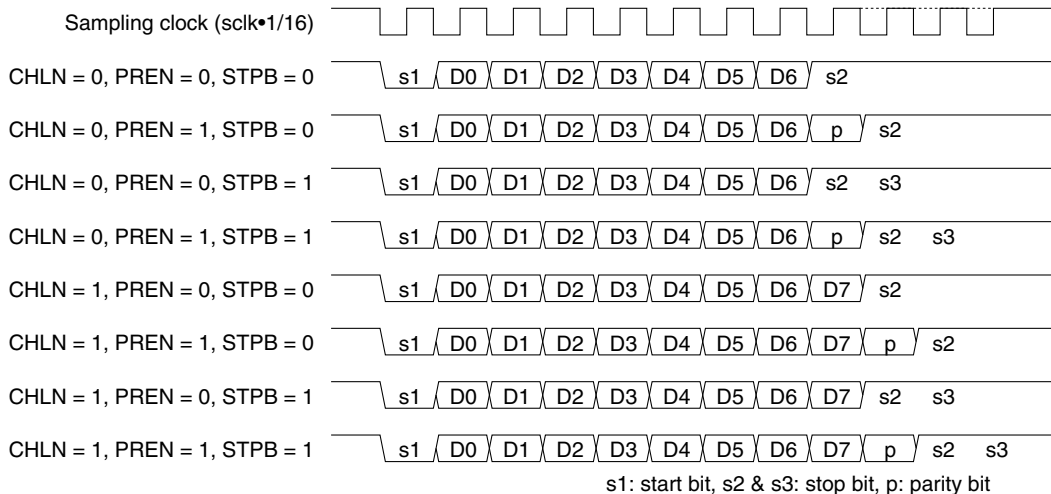 Sampling clock (sclk•1/16)
CHLN = 0, PREN = 0, STPB = 0 s1 D0 D1 D2 D3 D4 D5 D6 s2
CHLN = 0, PREN = 1, STPB = 0 s1 D0 D1 D2 D3 D4 D5 D6 p s2
CHLN = 0, PREN = 0, STPB = 1 s1 D0 D1 D2 D3 D4 D5 D6 s2 s3
CHLN = 0, PREN = 1, STPB = 1 s1 D0 D1 D2 D3 D4 D5 D6 p s2 s3
CHLN = 1, PREN = 0, STPB = 0 s1 D0 D1 D2 D3 D4 D5 D6 D7 s2
CHLN = 1, PREN = 1, STPB = 0 s1 D0 D1 D2 D3 D4 D5 D6 D7 p s2
CHLN = 1, PREN = 0, STPB = 1 s1 D0 D1 D2 D3 D4 D5 D6 D7 s2 s3
CHLN = 1, PREN = 1, STPB = 1 s1 D0 D1 D2 D3 D4 D5 D6 D7 p s2 s3
s1: start bit, s2 & s3: stop bit, p: parity bit